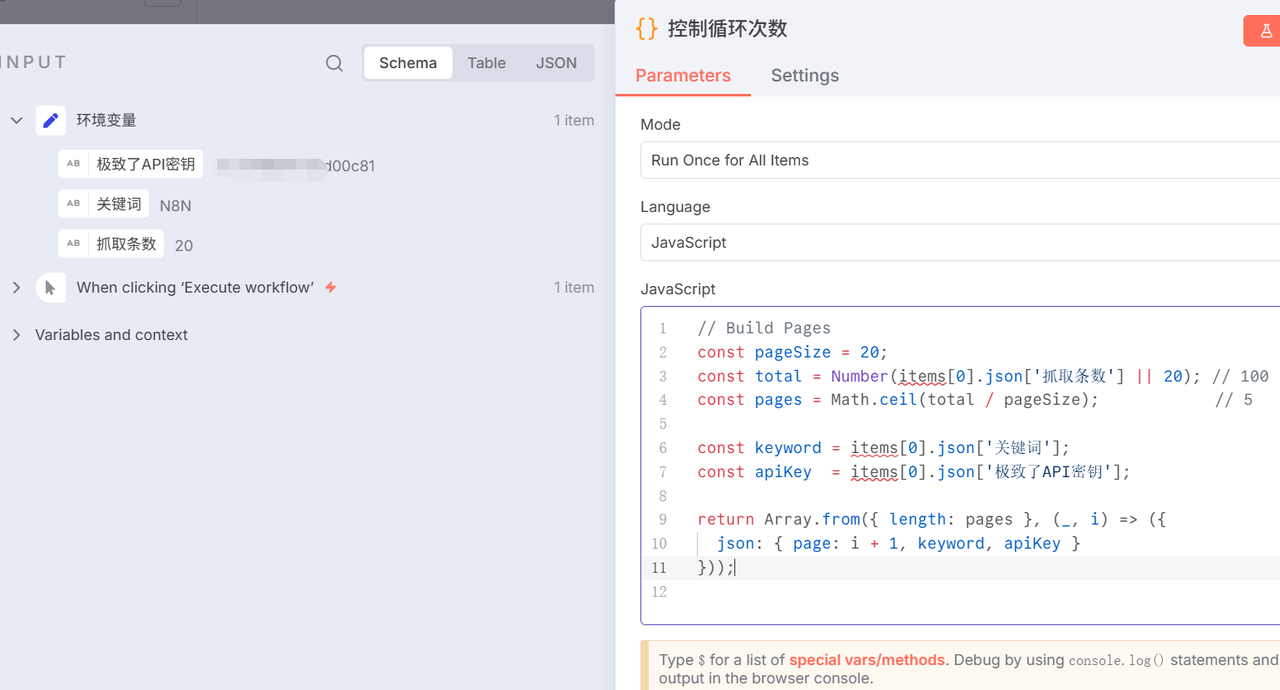 INPUT
Schema
Table
JSON
环境变量
1 item
AB 极致了API密钥 d00c81
AB 关键词 N8N
AB 抓取条数 20
When clicking ‘Execute workflow’
1 item
Variables and context
{} 控制循环次数
Parameters
Settings
Mode
Run Once for All Items
Language
JavaScript
JavaScript
1 // Build Pages
2 const pageSize = 20;
3 const total = Number(items[0].json['抓取条数'] || 20); // 100
4 const pages = Math.ceil(total / pageSize); // 5
5
6 const keyword = items[0].json['关键词'];
7 const apiKey = items[0].json['极致了API密钥'];
8
9 return Array.from({ length: pages }, (_, i) => ({
10 json: { page: i + 1, keyword, apiKey }
11 }));
12
Type $ for a list of special vars/methods. Debug by using console.log() statements and
output in the browser console.